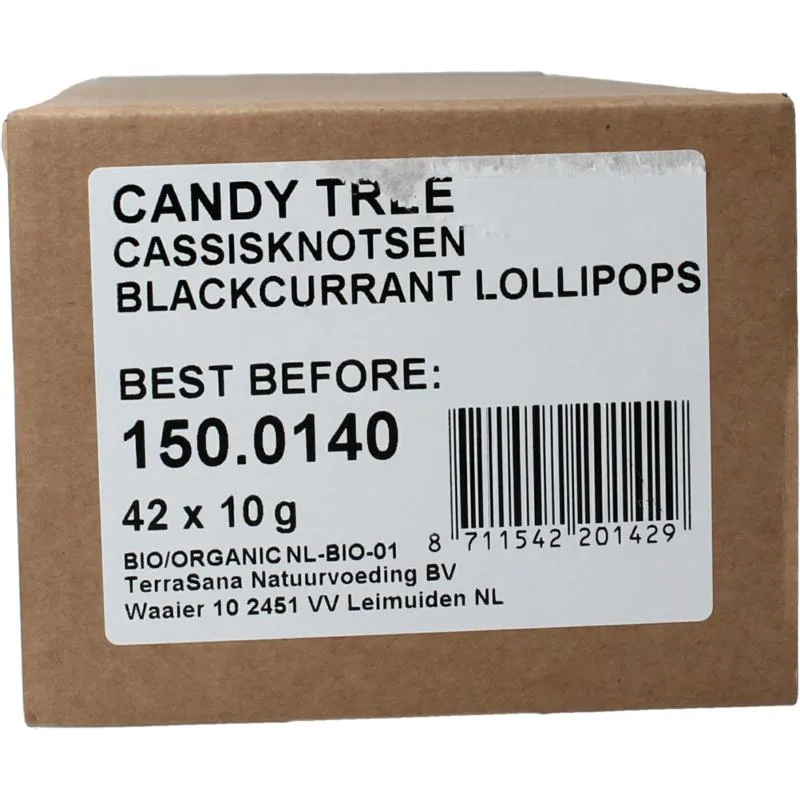 CANDY TREE
CASSISKNOTSEN
BLACKCURRANT LOLLIPOPS
BEST BEFORE:
150.0140
42 x 10 g
BIO/ORGANIC NL-BIO-01
TerraSana Natuurvoeding BV
Waaier 10 2451 VV Leimuiden NL
8 711542 201429